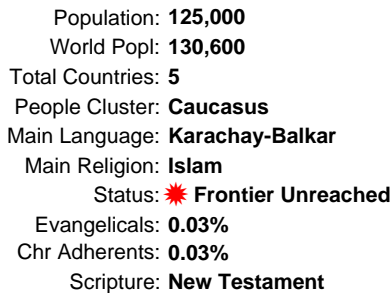 Population: 125,000
World Popl: 130,600
Total Countries: 5
People Cluster: Caucasus
Main Language: Karachay-Balkar
Main Religion: Islam
Status: Frontier Unreached
Evangelicals: 0.03%
Chr Adherents: 0.03%
Scripture: New Testament